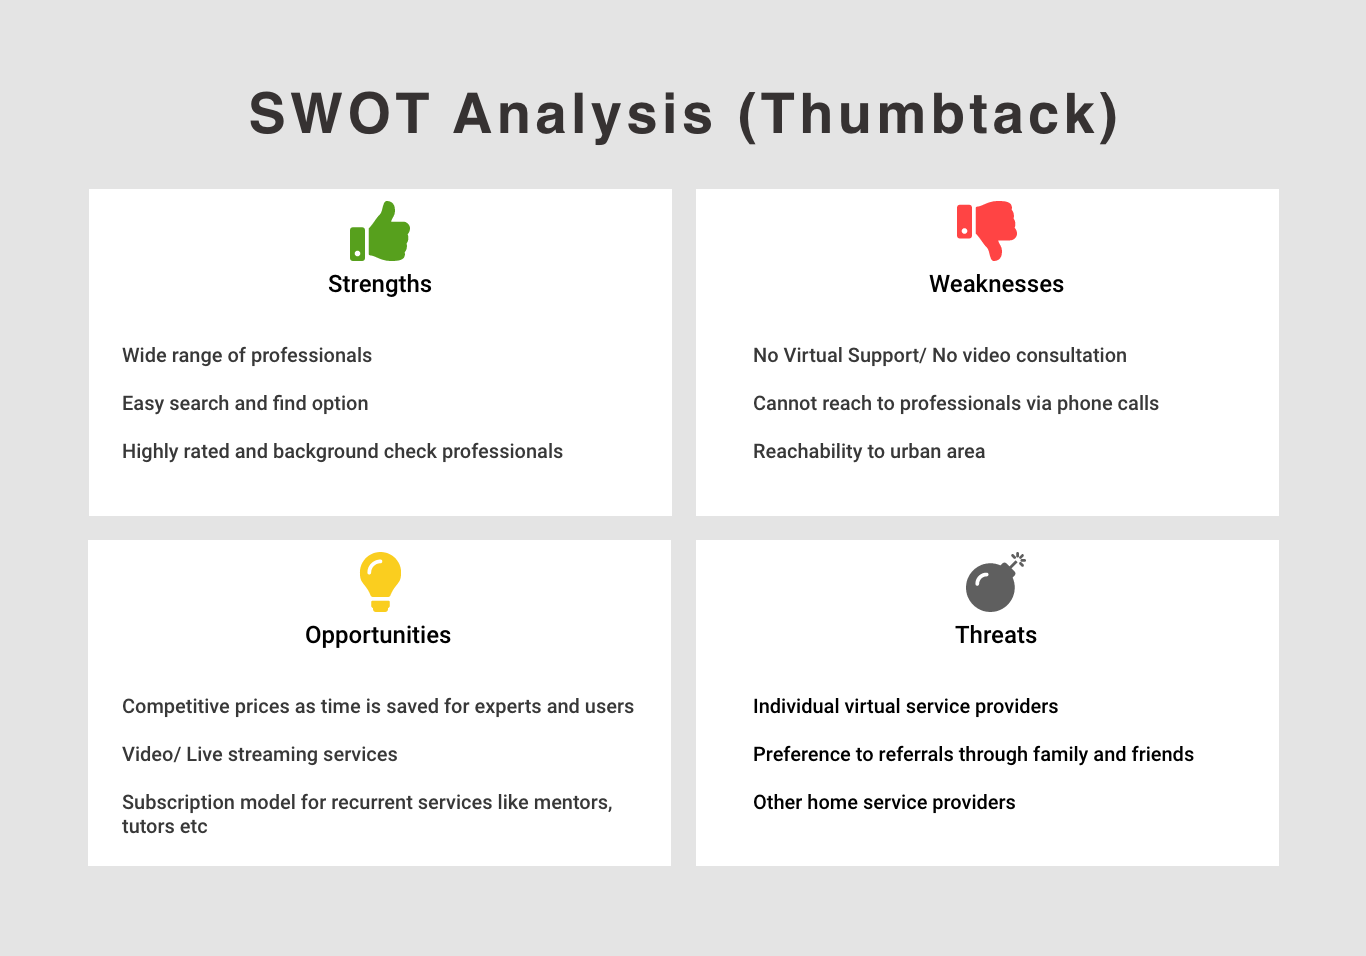 SWOT Analysis (Thumbtack)
Strengths
Wide range of professionals
Easy search and find option
Highly rated and background check professionals
Weaknesses
No Virtual Support/ No video consultation
Cannot reach to professionals via phone calls
Reachability to urban area
Opportunities
Competitive prices as time is saved for experts and users
Video/ Live streaming services
Subscription model for recurrent services like mentors,
tutors etc
Threats
Individual virtual service providers
Preference to referrals through family and friends
Other home service providers